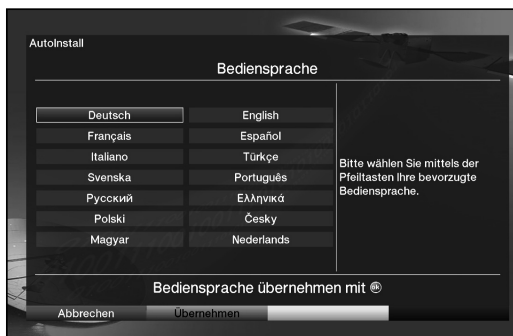 AutoInstall
Bediensprache
Deutsch English
Français Español
Italiano Türkçe
Svenska Português
Русский Ελληνικά
Polski Česky
Magyar Nederlands
Bitte wählen Sie mittels der
Pfeiltasten Ihre bevorzugte
Bediensprache.
Bediensprache übernehmen mit ok
Abbrechen Übernehmen